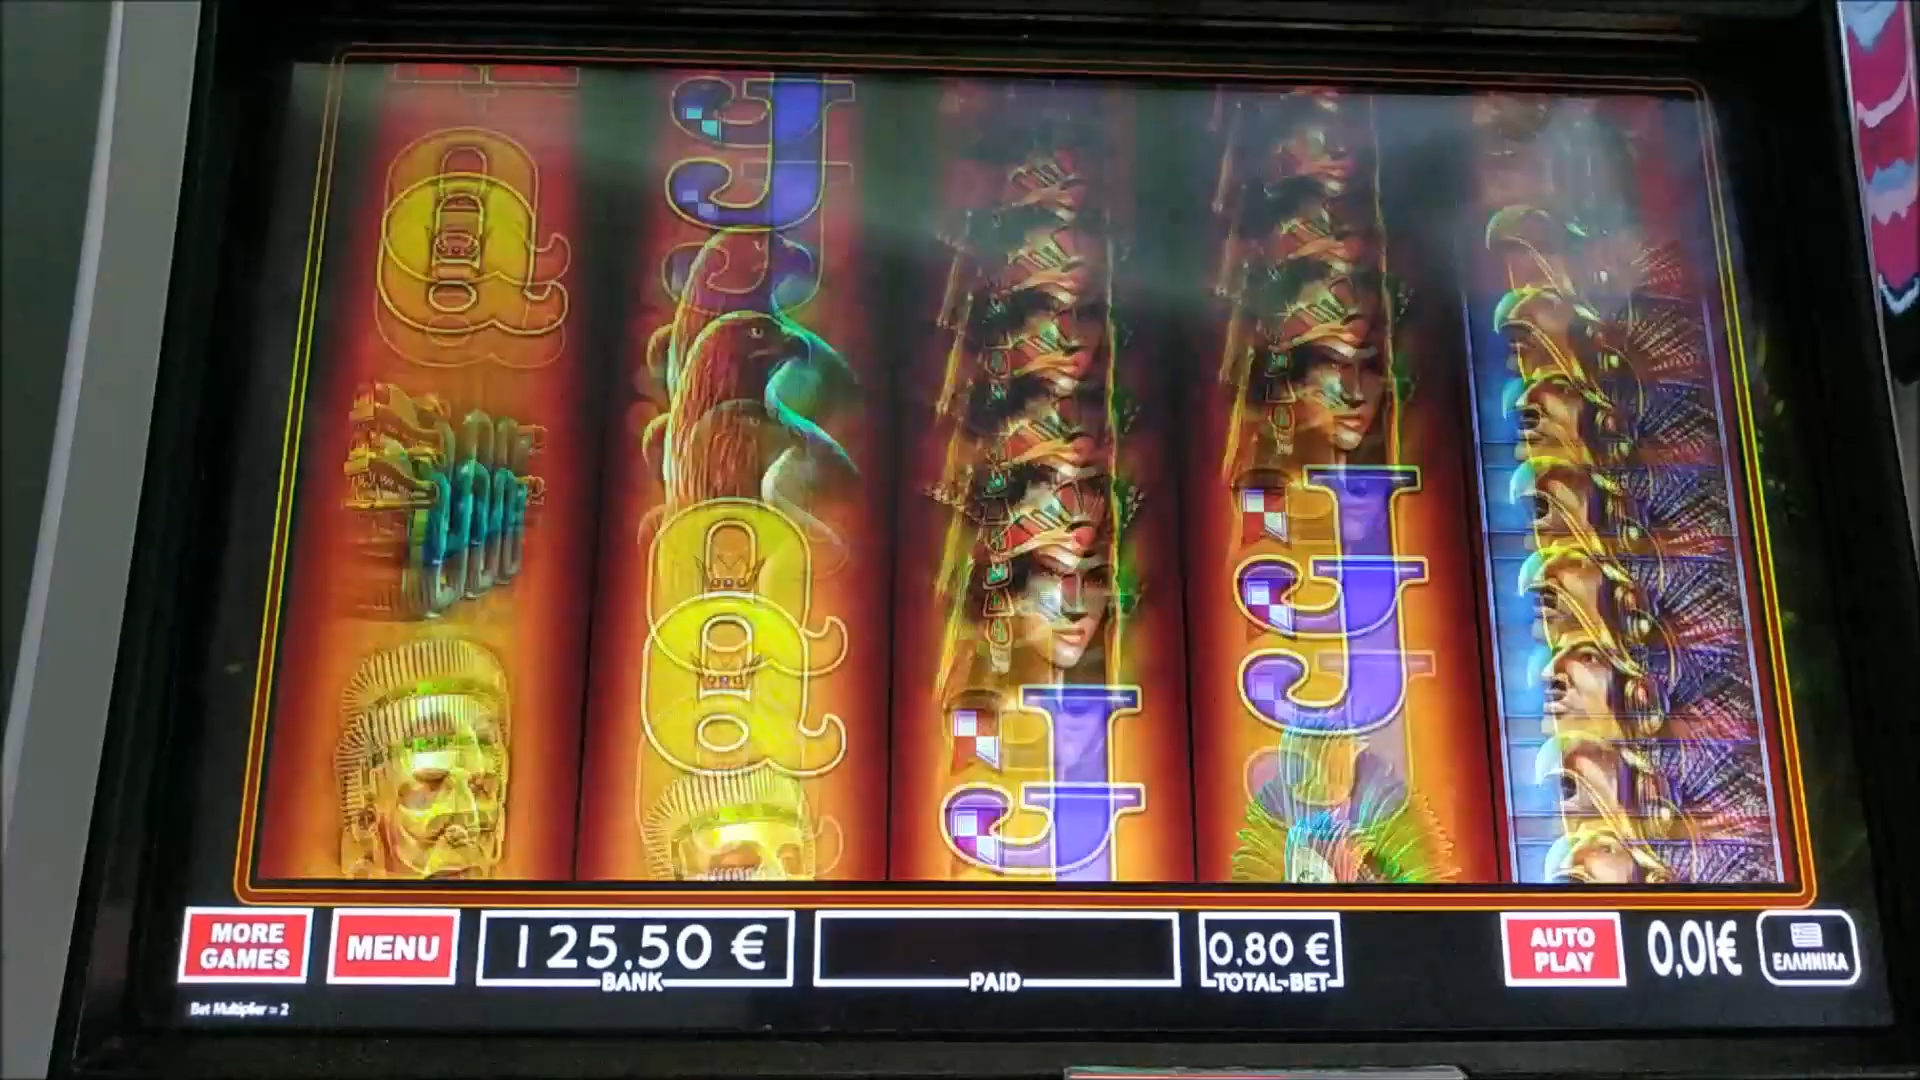 J
Q
Q
J
J
MORE
GAMES
MENU
125,50 €
BANK
PAID
0,80 €
TOTAL-BET
AUTO
PLAY
0,01€
ΕΛΛΗΝΙΚΑ
Bet Multiplier = 2